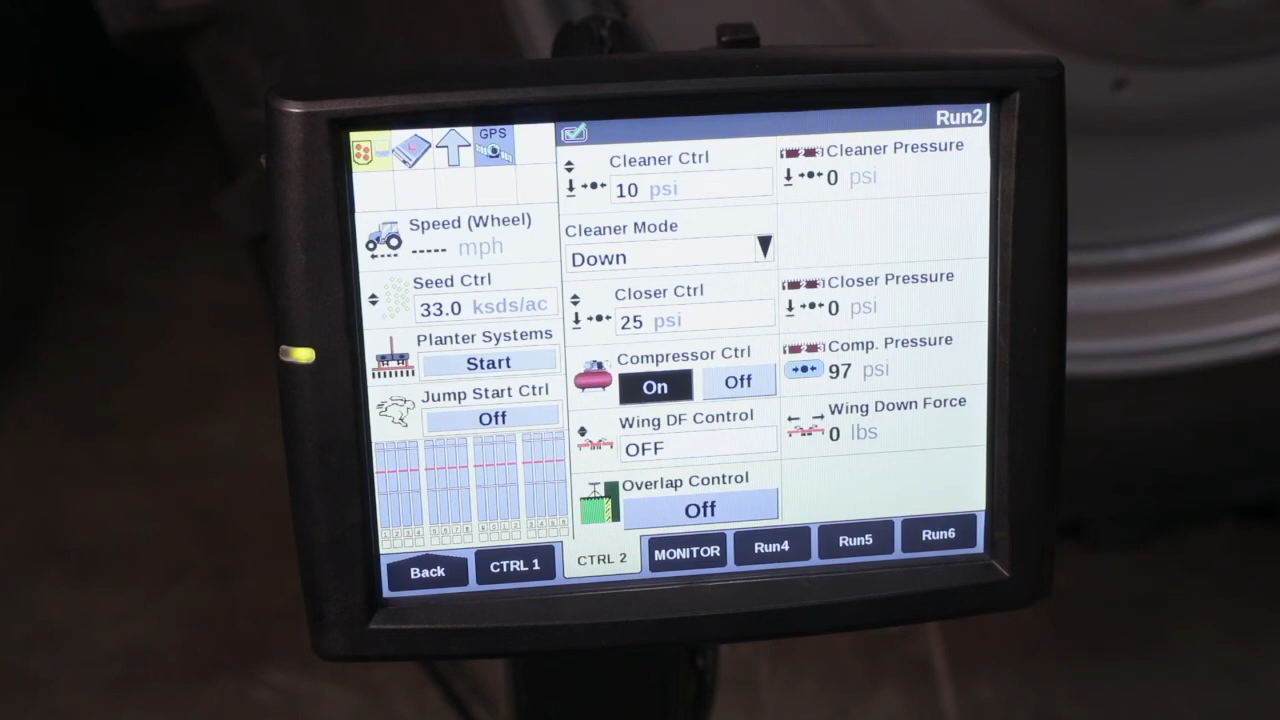 Run2
GPS
Speed (Wheel)
----- mph
Seed Ctrl
33.0 ksds/ac
Planter Systems
Start
Jump Start Ctrl
Off
Cleaner Ctrl
10 psi
Cleaner Mode
Down
Closer Ctrl
25 psi
Compressor Ctrl
On Off
Wing DF Control
OFF
Overlap Control
Off
Cleaner Pressure
0 psi
Closer Pressure
0 psi
Comp. Pressure
97 psi
Wing Down Force
0 lbs
Back CTRL 1 CTRL 2 MONITOR Run4 Run5 Run6